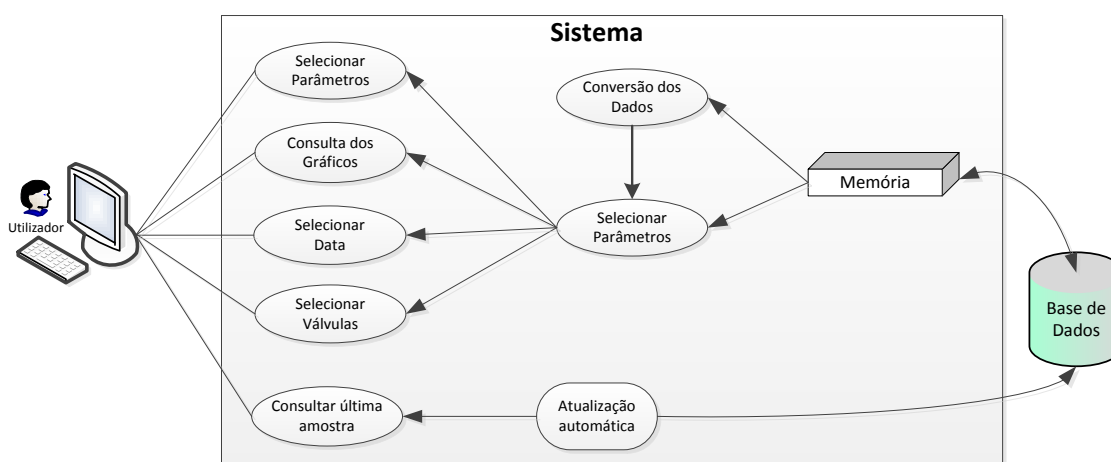 Sistema
Selecionar
Parâmetros
Conversão dos
Dados
Consulta dos
Gráficos
Memória
Utilizador
Selecionar
Data
Selecionar
Parâmetros
Selecionar
Válvulas
Base de
Dados
Consultar última
amostra
Atualização
automática